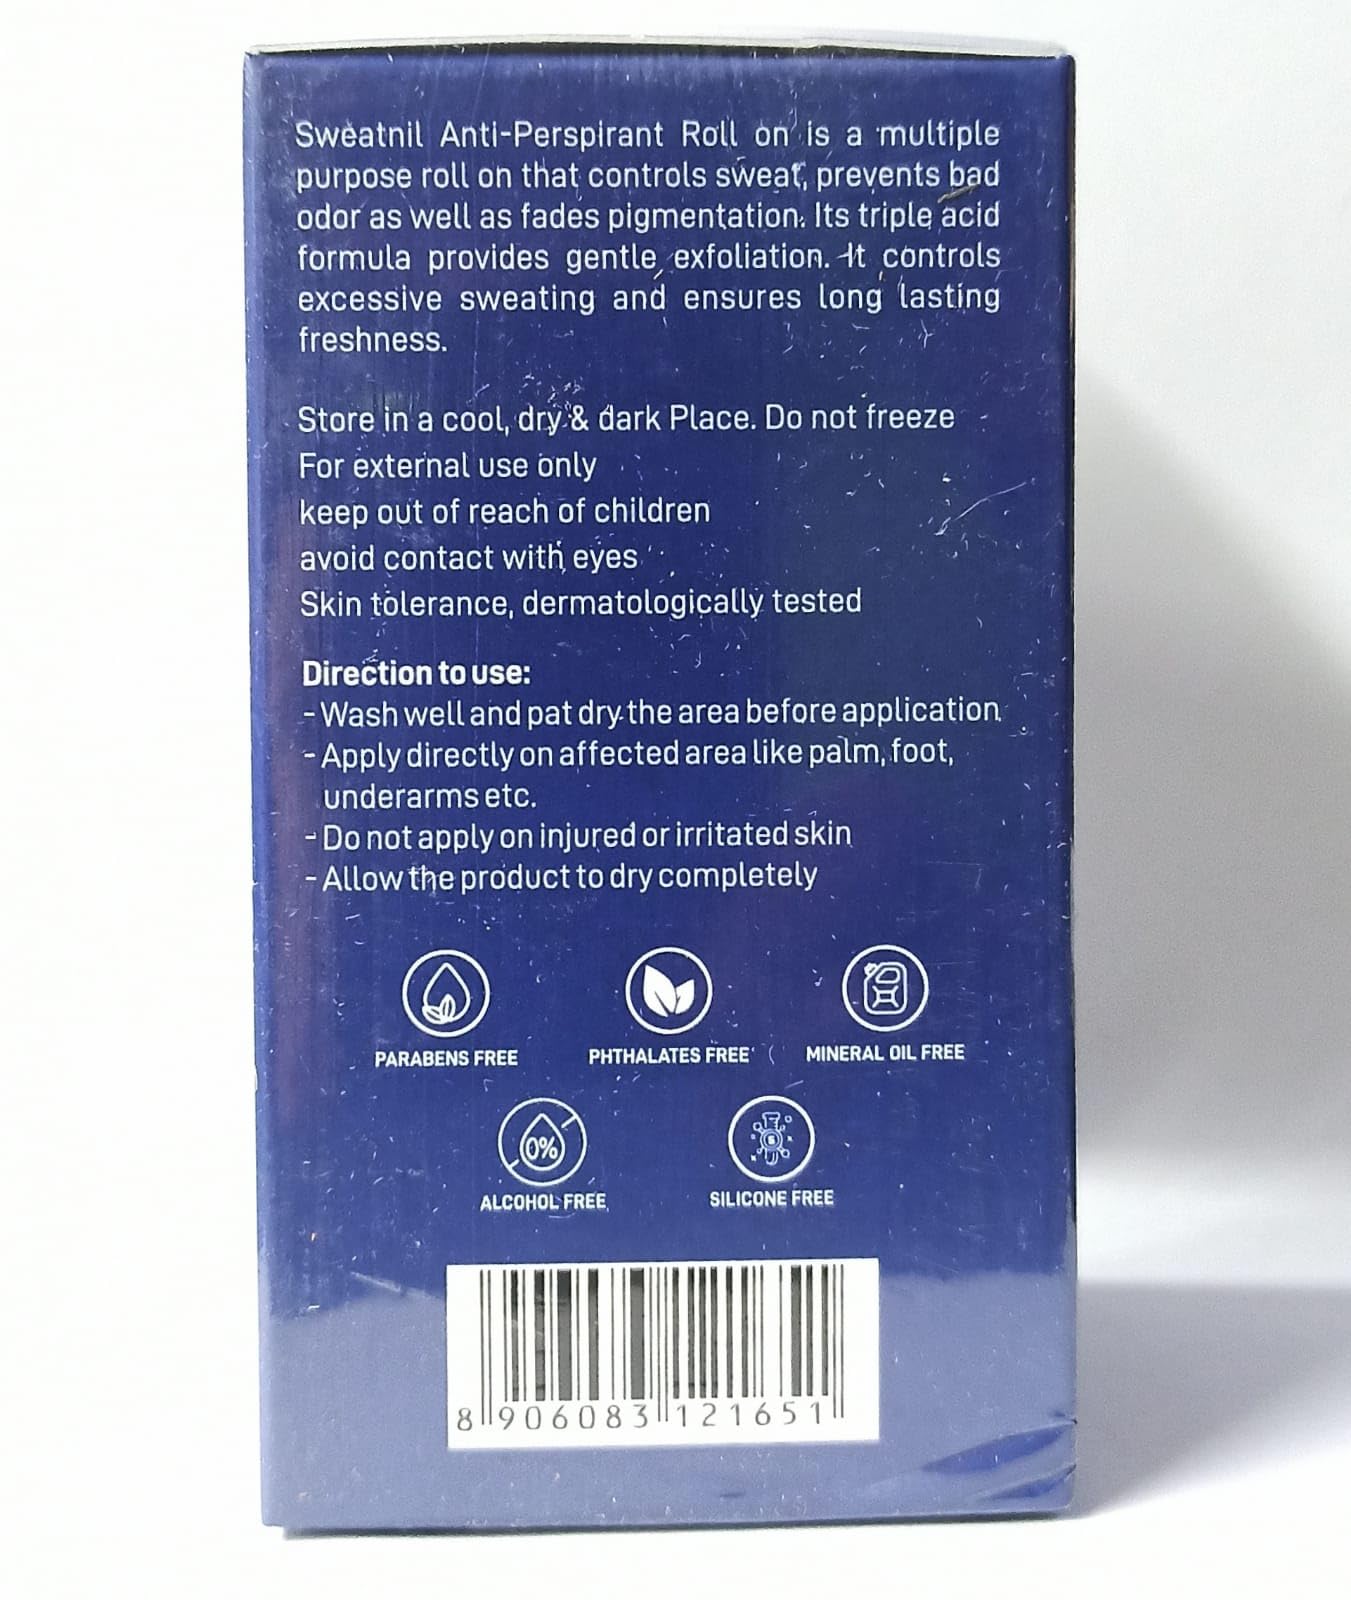 Sweatnil Anti-Perspirant Roll on is a multiple
purpose roll on that controls sweat, prevents bad
odor as well as fades pigmentation. Its triple acid
formula provides gentle exfoliation. It controls
excessive sweating and ensures long lasting
freshness.
Store in a cool, dry & dark Place. Do not freeze
For external use only
keep out of reach of children
avoid contact with eyes
Skin tolerance, dermatologically tested
Direction to use:
- Wash well and pat dry the area before application
- Apply directly on affected area like palm, foot,
underarms etc.
- Do not apply on injured or irritated skin
- Allow the product to dry completely
PARABENS FREE PHTHALATES FREE MINERAL OIL FREE
0%
ALCOHOL FREE SILICONE FREE
8 906083 121651